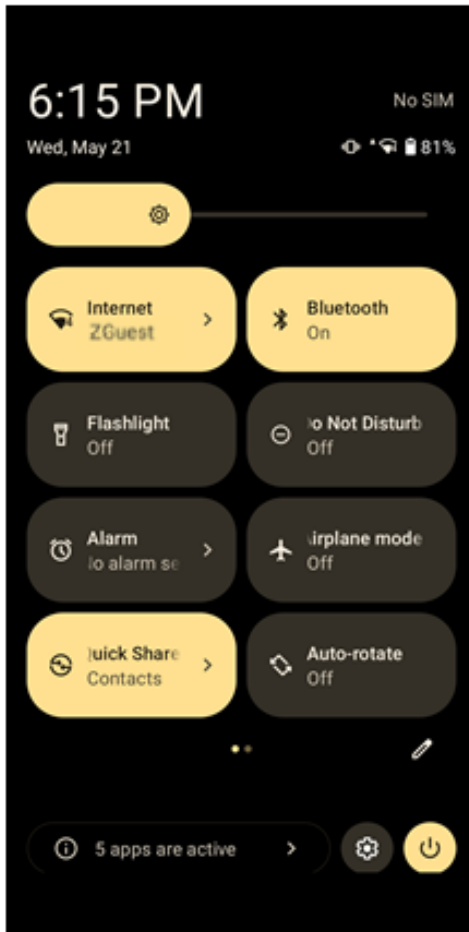 6:15 PM
No SIM
Wed, May 21
81%
Internet
ZGuest
Bluetooth
On
Flashlight
Off
o Not Disturb
Off
Alarm
lo alarm se
irplane mode
Off
uick Share
Contacts
Auto-rotate
Off
5 apps are active